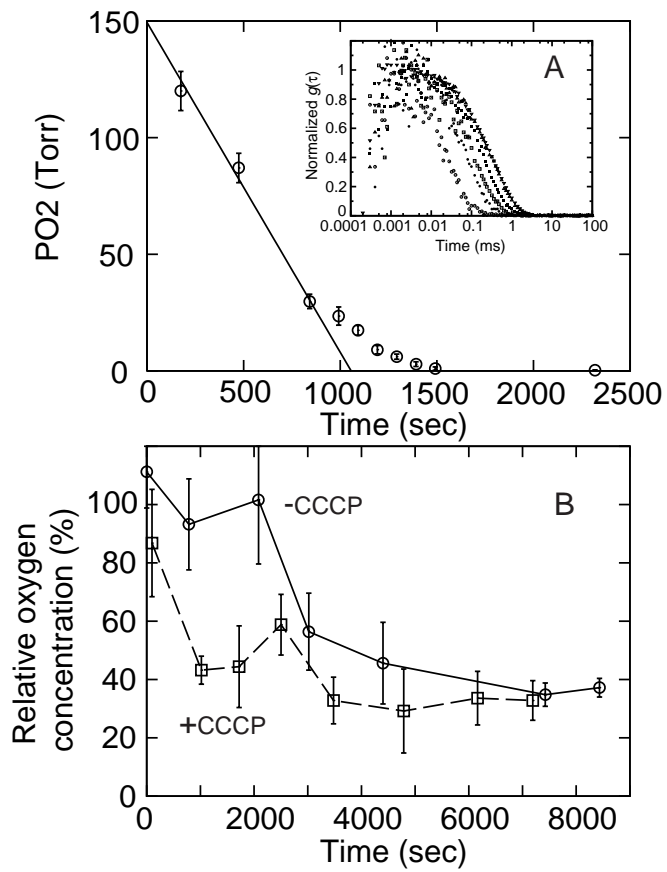 150
100
50
0
PO2 (Torr)
0 500 1000 1500 2000 2500
Time (sec)
A
1
0.8
0.6
0.4
0.2
0
Normalized g(τ)
0.0001 0.001 0.01 0.1 1 10 100
Time (ms)
B
-CCCP
+CCCP
100
80
60
40
20
0
Relative oxygen
concentration (%)
0 2000 4000 6000 8000
Time (sec)